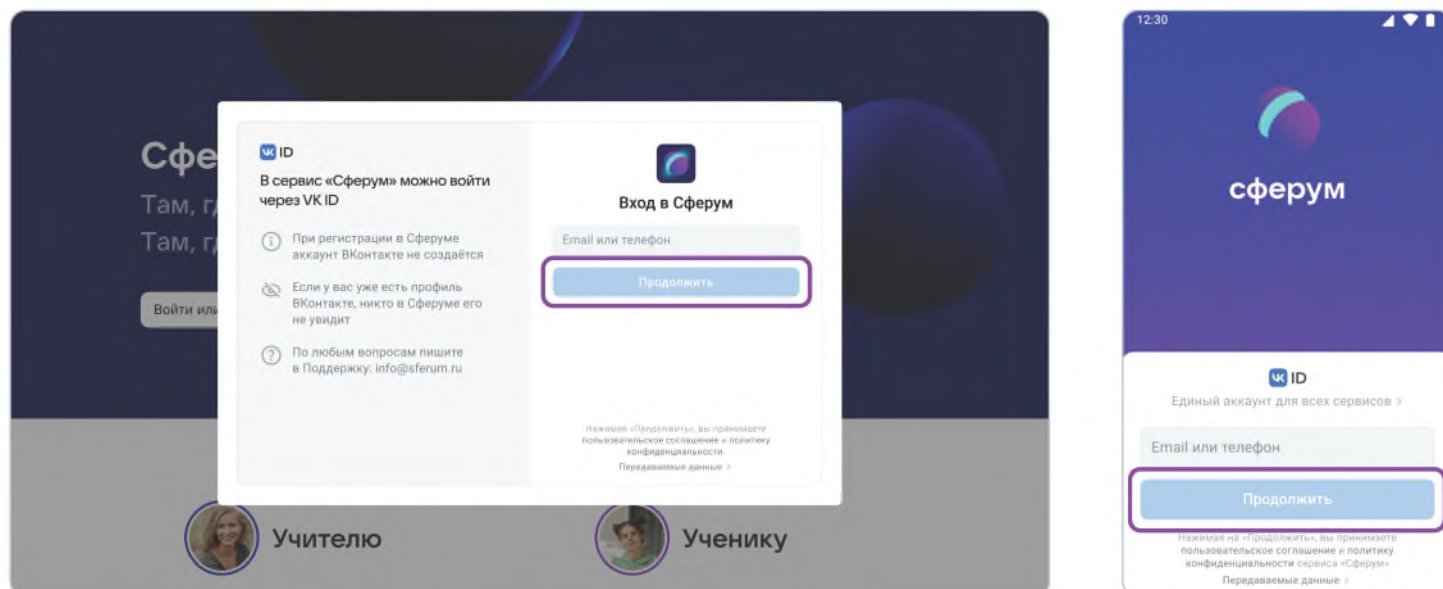 Сфе
Там, г
Там, г
Войти или
VK ID
В сервис «Сферум» можно войти
через VK ID
При регистрации в Сферуме
аккаунт ВКонтакте не создаётся
Если у вас уже есть профиль
ВКонтакте, никто в Сферуме его
не увидит
По любым вопросам пишите
в Поддержку: info@sferum.ru
Вход в Сферум
Email или телефон
Продолжить
Нажимая «Продолжить», вы принимаете
пользовательское соглашение и политику
конфиденциальности.
Передаваемые данные >
Учителю
Ученику
12:30
сферум
VK ID
Единый аккаунт для всех сервисов >
Email или телефон
Продолжить
Нажимая на «Продолжить», вы принимаете
пользовательское соглашение и политику
конфиденциальности сервиса «Сферум»
Передаваемые данные >